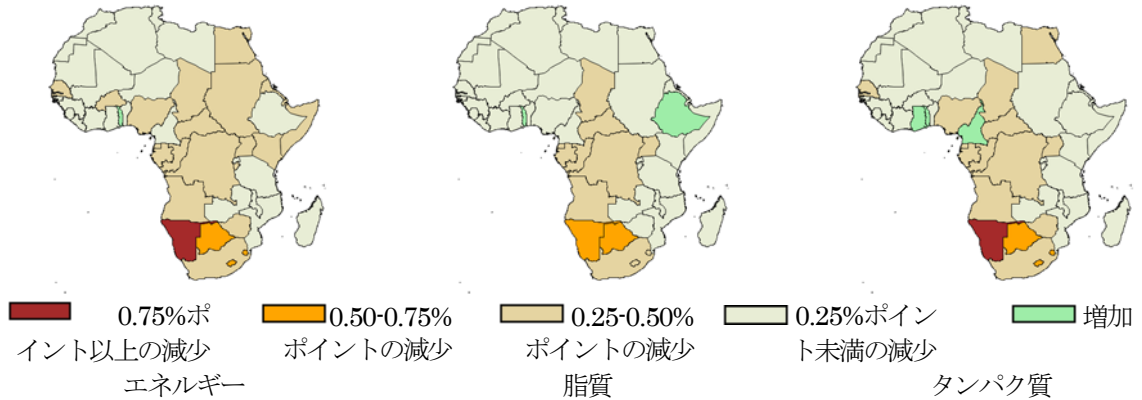 0.75%ポ
イント以上の減少
0.50-0.75%
ポイントの減少
0.25-0.50%
ポイントの減少
0.25%ポイン
ト未満の減少
増加
エネルギー
脂質
タンパク質